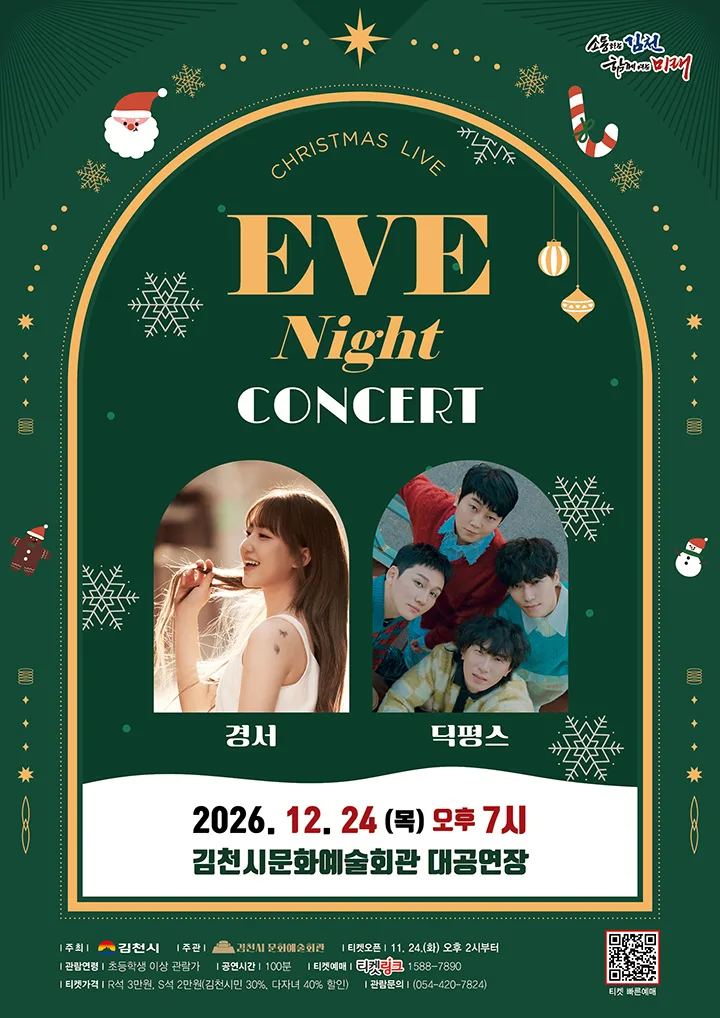 소통하는 김천
함께 여는 미래
CHRISTMAS LIVE
EVE
Night
CONCERT
경서 딕펑스
2026. 12. 24 (목) 오후 7시
김천시문화예술회관 대공연장
| 주최 | 김천시 | 주관 | 김천시 문화예술회관 | 티켓오픈 | 11. 24.(화) 오후 2시부터
| 관람연령 | 초등학생 이상 관람가 | 공연시간 | 100분 | 티켓예매 | 티켓링크 1588-7890
| 티켓가격 | R석 3만원, S석 2만원(김천시민 30%, 다자녀 40% 할인) | 관람문의 | (054-420-7824)
티켓 빠른예매